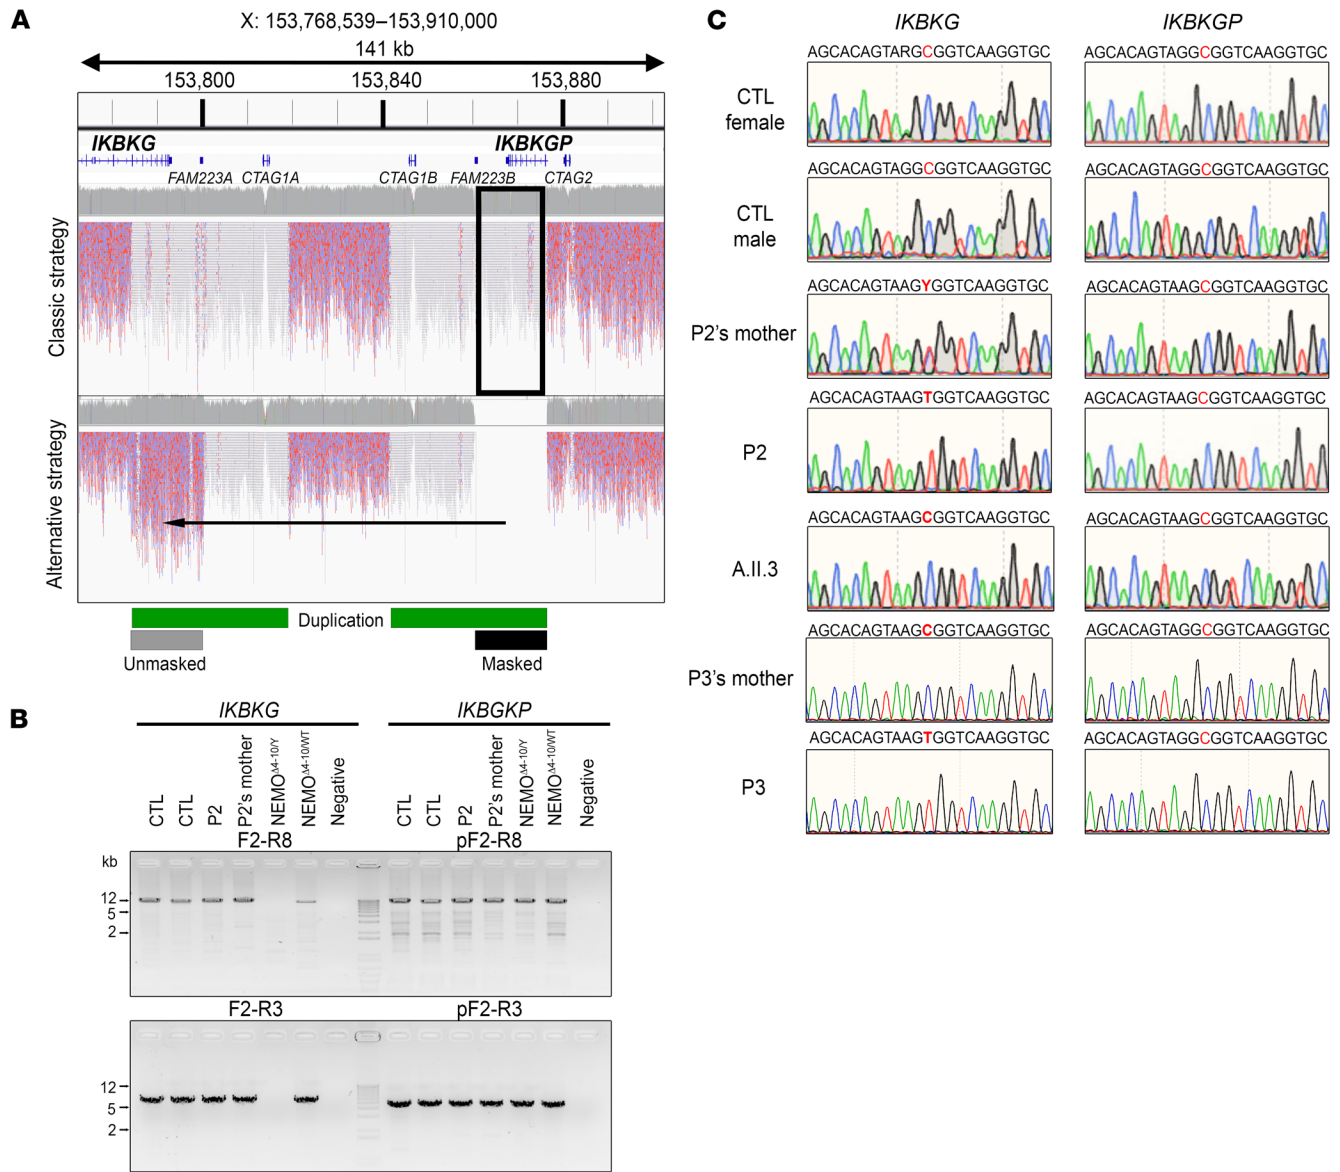 A
X: 153,768,539–153,910,000
141 kb
153,800 153,840 153,880
IKBKG IKBKGP
FAM223A CTAG1A CTAG1B FAM223B CTAG2
Classic strategy
Alternative strategy
Duplication
Unmasked Masked
B
IKBKG IKBGKP
CTL CTL P2 P2's mother NEMOΔ4-10/Y NEMOΔ4-10/WT Negative CTL CTL P2 P2's mother NEMOΔ4-10/Y NEMOΔ4-10/WT Negative
F2-R8 pF2-R8
kb
12
5
2
F2-R3 pF2-R3
12
5
2
C
IKBKG IKBKGP
AGCACAGTARGCGGTCAAGGTGC AGCACAGTAGGCGGTCAAGGTGC
CTL
female
AGCACAGTAGGCGGTCAAGGTGC AGCACAGTAGGCGGTCAAGGTGC
CTL
male
AGCACAGTAAGYGGTCAAGGTGC AGCACAGTAAGCGGTCAAGGTGC
P2's mother
AGCACAGTAAGTGGTCAAGGTGC AGCACAGTAAGCGGTCAAGGTGC
P2
AGCACAGTAAGCGGTCAAGGTGC AGCACAGTAAGCGGTCAAGGTGC
A.II.3
AGCACAGTAAGCGGTCAAGGTGC AGCACAGTAGGCGGTCAAGGTGC
P3's mother
AGCACAGTAAGTGGTCAAGGTGC AGCACAGTAGGCGGTCAAGGTGC
P3